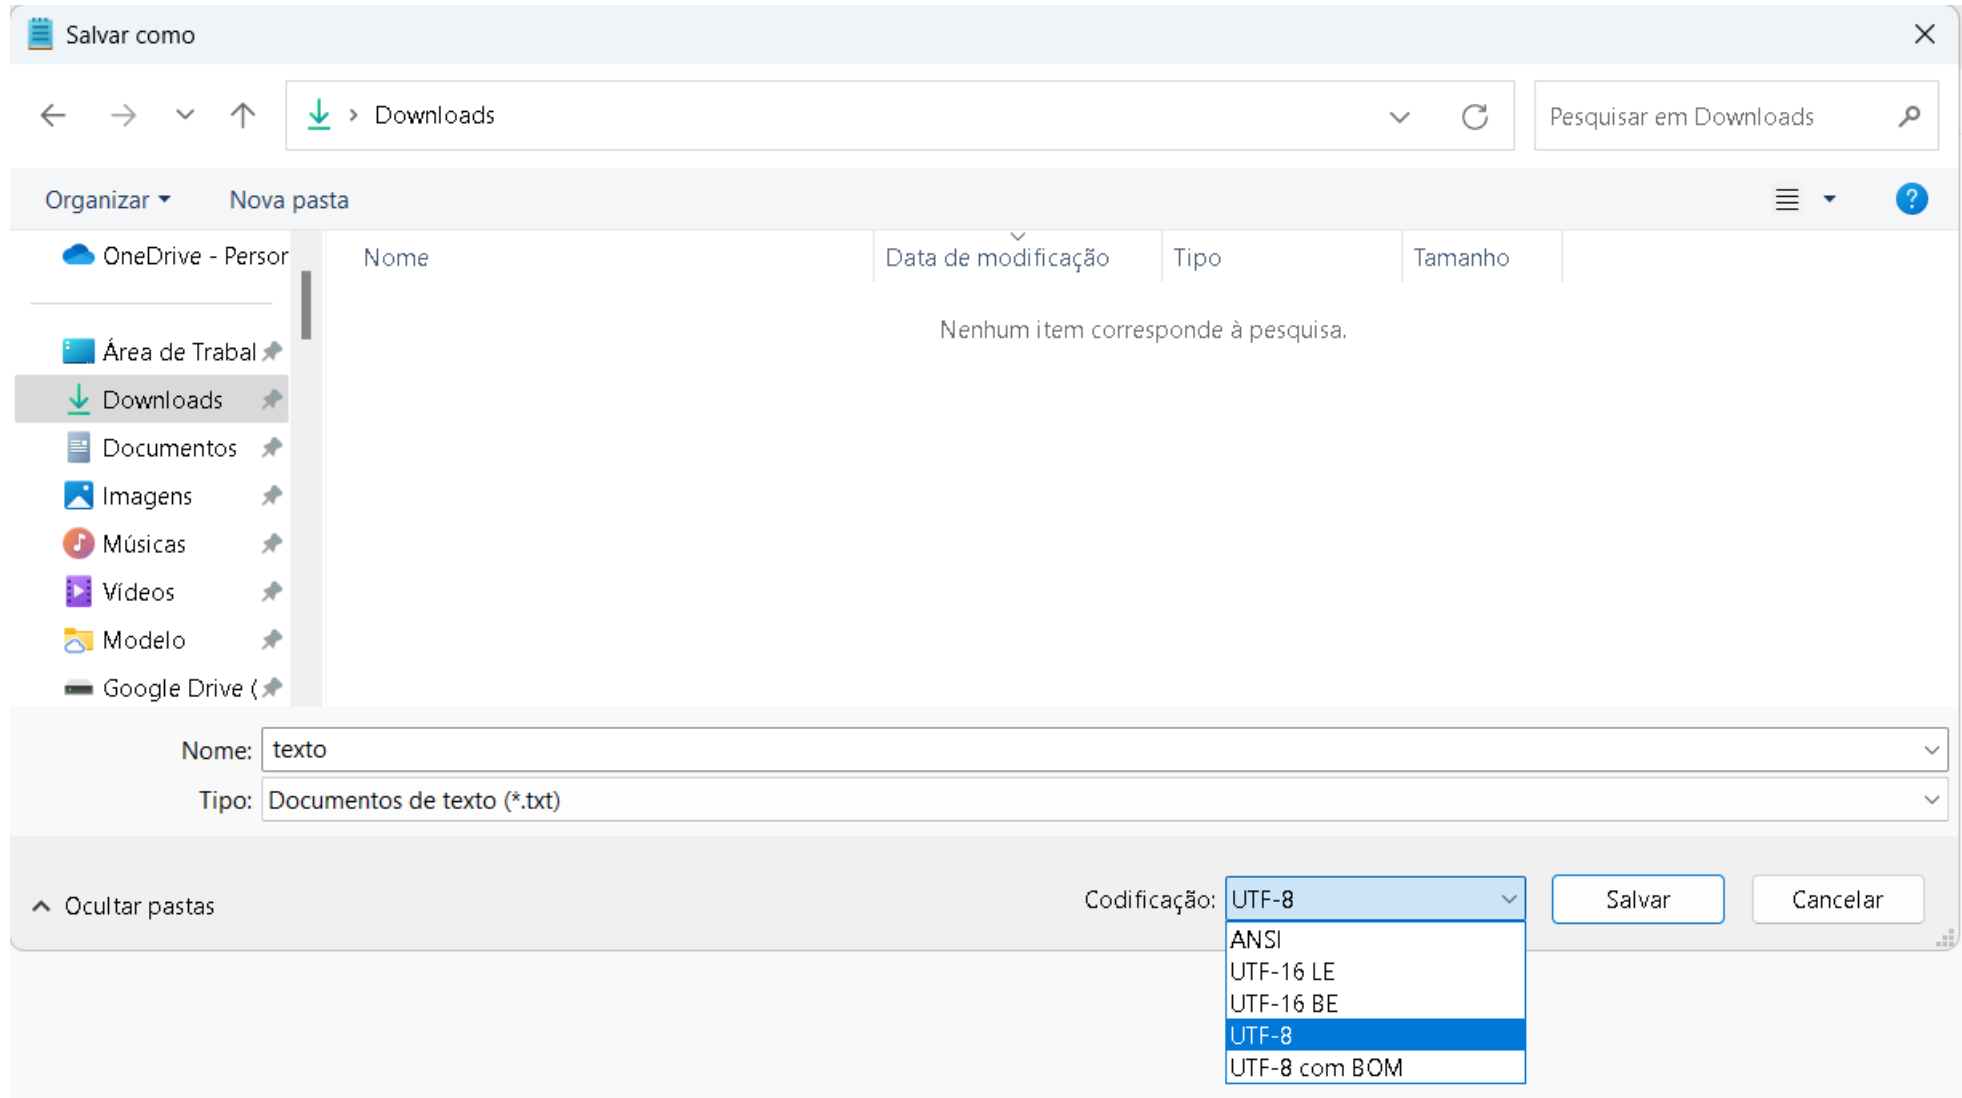 Salvar como
Downloads
Pesquisar em Downloads
Organizar
Nova pasta
OneDrive - Person
Nome
Data de modificação
Tipo
Tamanho
Nenhum item corresponde à pesquisa.
Área de Trabal
Downloads
Documentos
Imagens
Músicas
Vídeos
Modelo
Google Drive (
Nome: texto
Tipo: Documentos de texto (*.txt)
Ocultar pastas
Codificação: UTF-8
Salvar
Cancelar
ANSI
UTF-16 LE
UTF-16 BE
UTF-8
UTF-8 com BOM